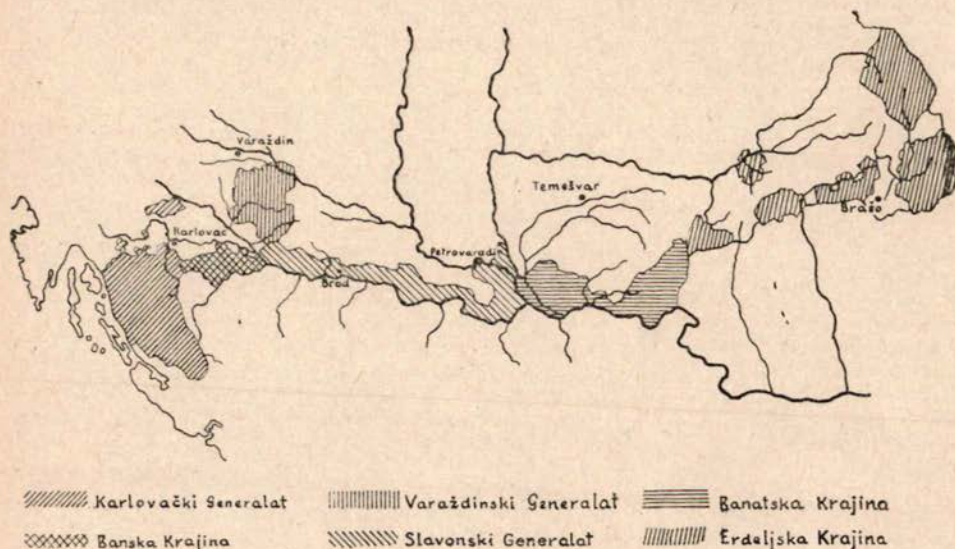 Varaždin
Temešvar
Brašo
Karlovac
Petrovaradin
Brod
Karlovački Generalat
Varaždinski Generalat
Banatska Krajina
Banska Krajina
Slavonski Generalat
Erdeljska Krajina